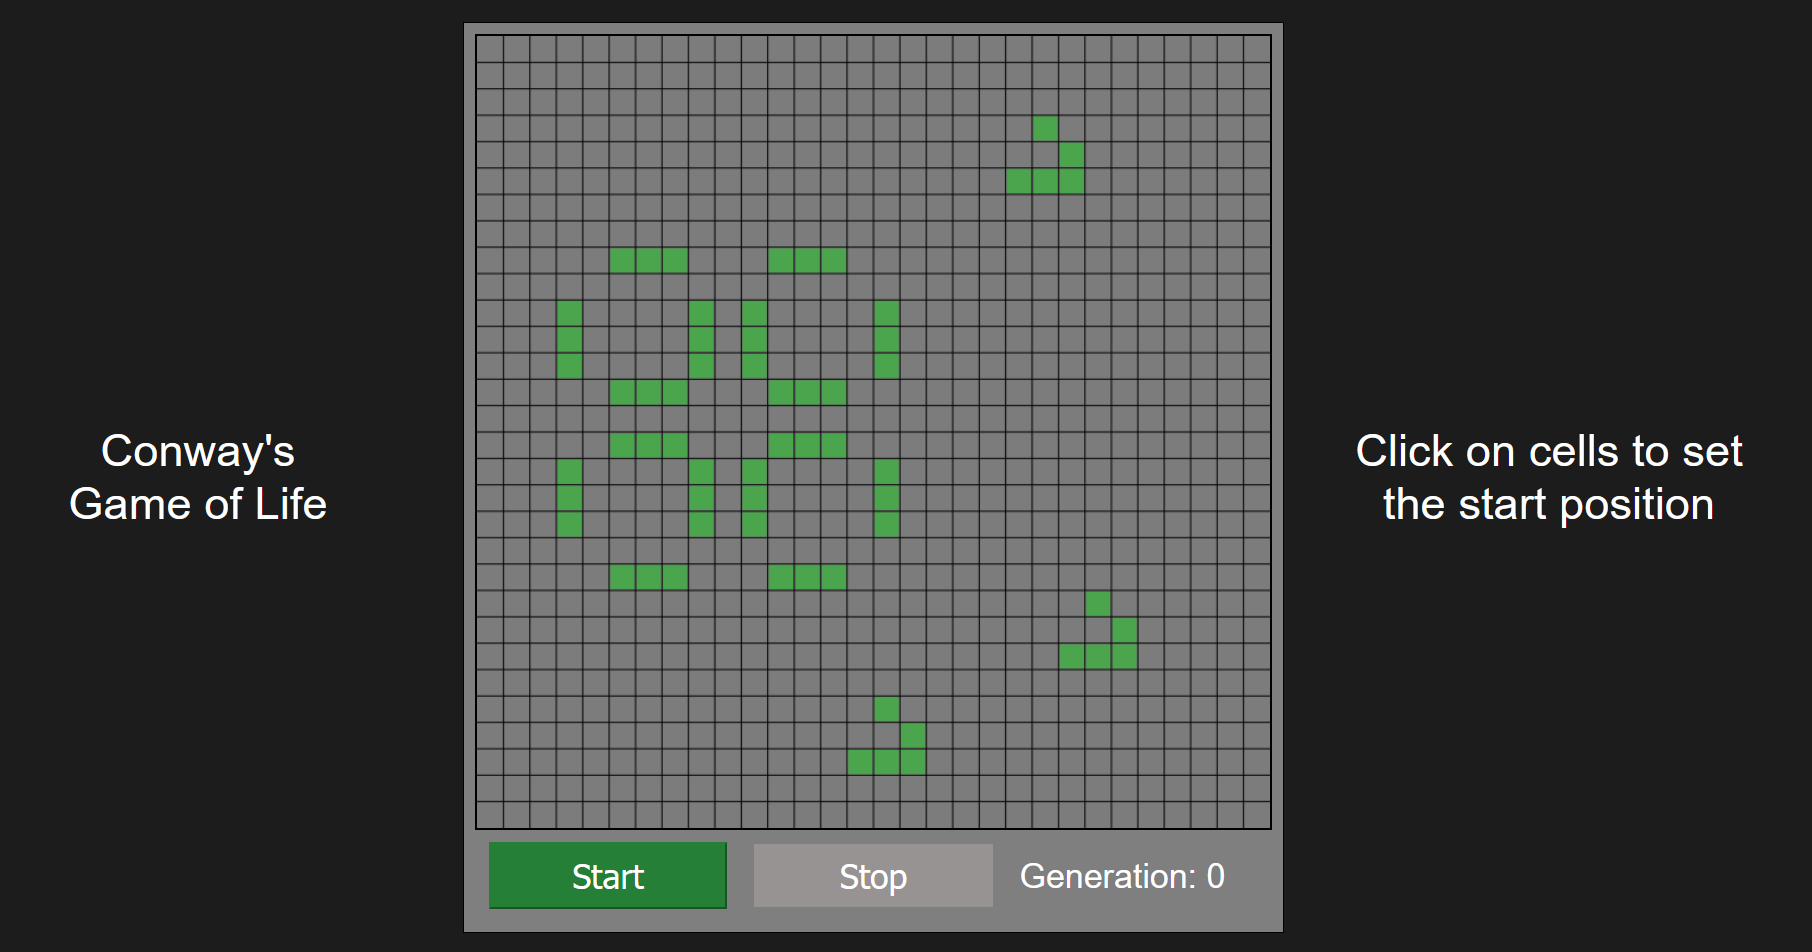 Conway's
Game of Life
Click on cells to set
the start position
Start
Stop
Generation: 0